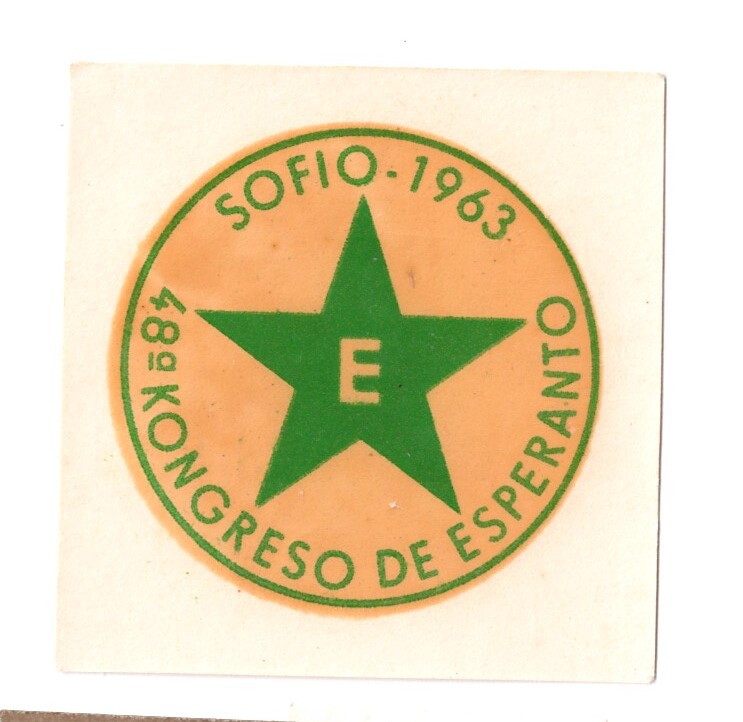 SOFIO - 1963
E
48a KONGRESO DE ESPERANTO